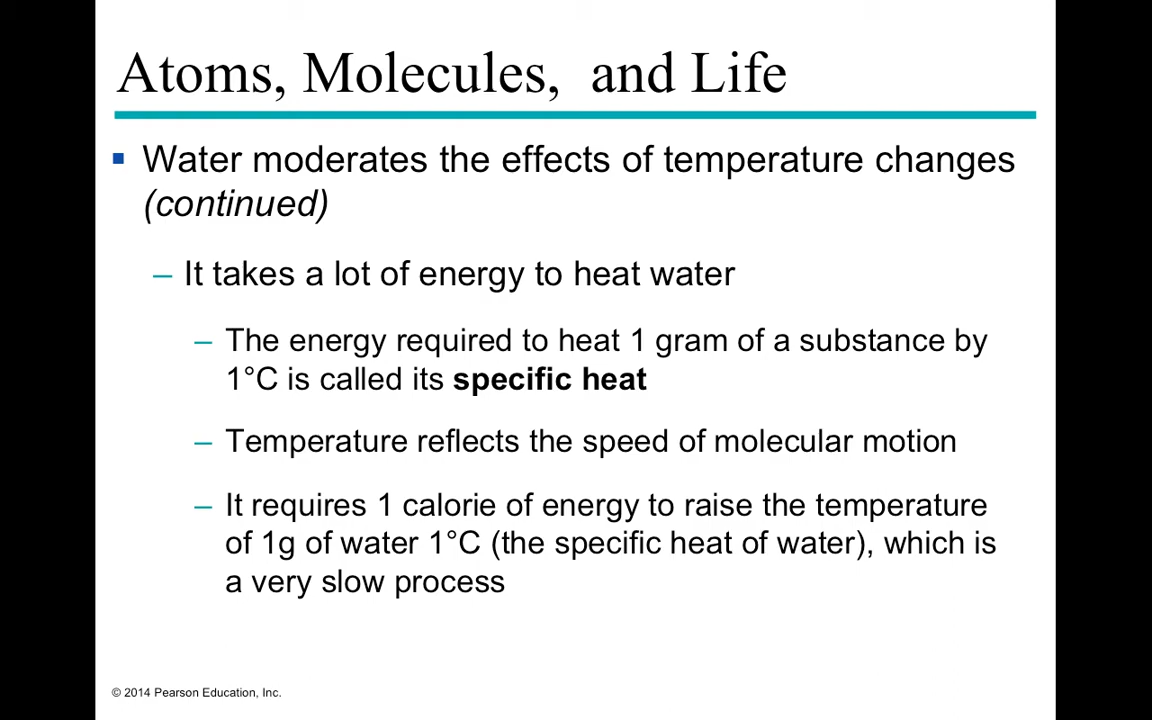 Atoms, Molecules,  and Life
▪ Water moderates the effects of temperature changes
(continued)
– It takes a lot of energy to heat water
– The energy required to heat 1 gram of a substance by
1°C is called its specific heat
– Temperature reflects the speed of molecular motion
– It requires 1 calorie of energy to raise the temperature
of 1g of water 1°C (the specific heat of water), which is
a very slow process
© 2014 Pearson Education, Inc.